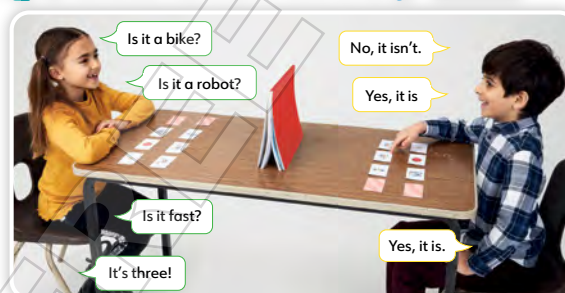 Is it a bike?
No, it isn't.
Is it a robot?
Yes, it is
Is it fast?
Yes, it is.
It's three!